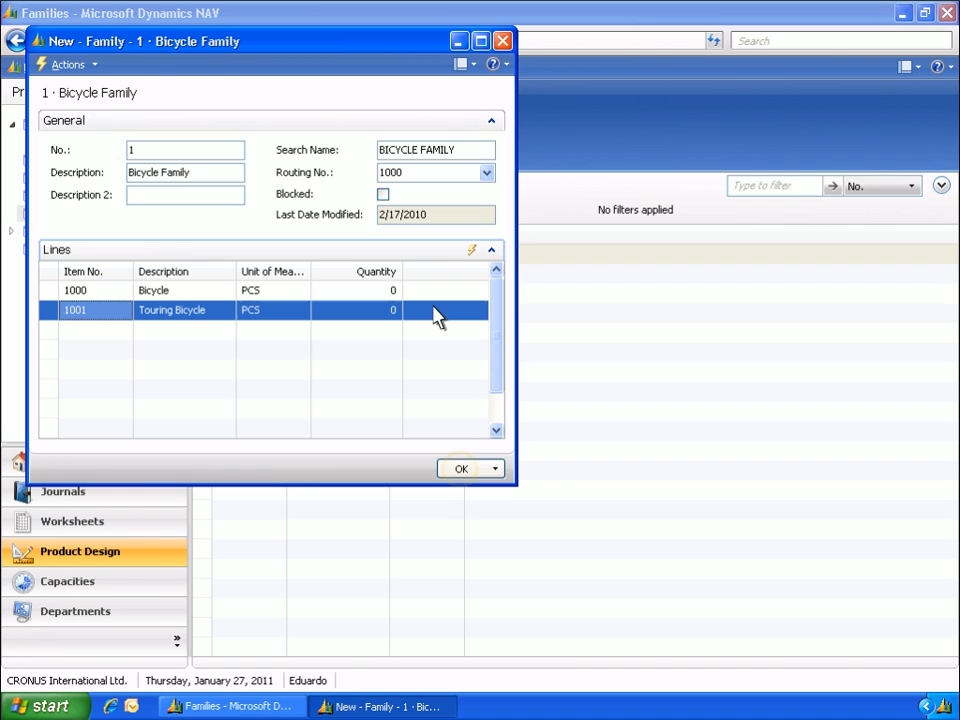 Families - Microsoft Dynamics NAV
New - Family - 1 · Bicycle Family
Search
Actions
1 · Bicycle Family
General
No.: 1
Search Name: BICYCLE FAMILY
Description: Bicycle Family
Routing No.: 1000
Description 2:
Blocked:
Last Date Modified: 2/17/2010
Type to filter
No.
No filters applied
Lines
Item No. Description Unit of Mea... Quantity
1000 Bicycle PCS 0
1001 Touring Bicycle PCS 0
OK
Journals
Worksheets
Product Design
Capacities
Departments
CRONUS International Ltd. Thursday, January 27, 2011 Eduardo
start
Families - Microsoft D...
New - Family - 1 · Bic...